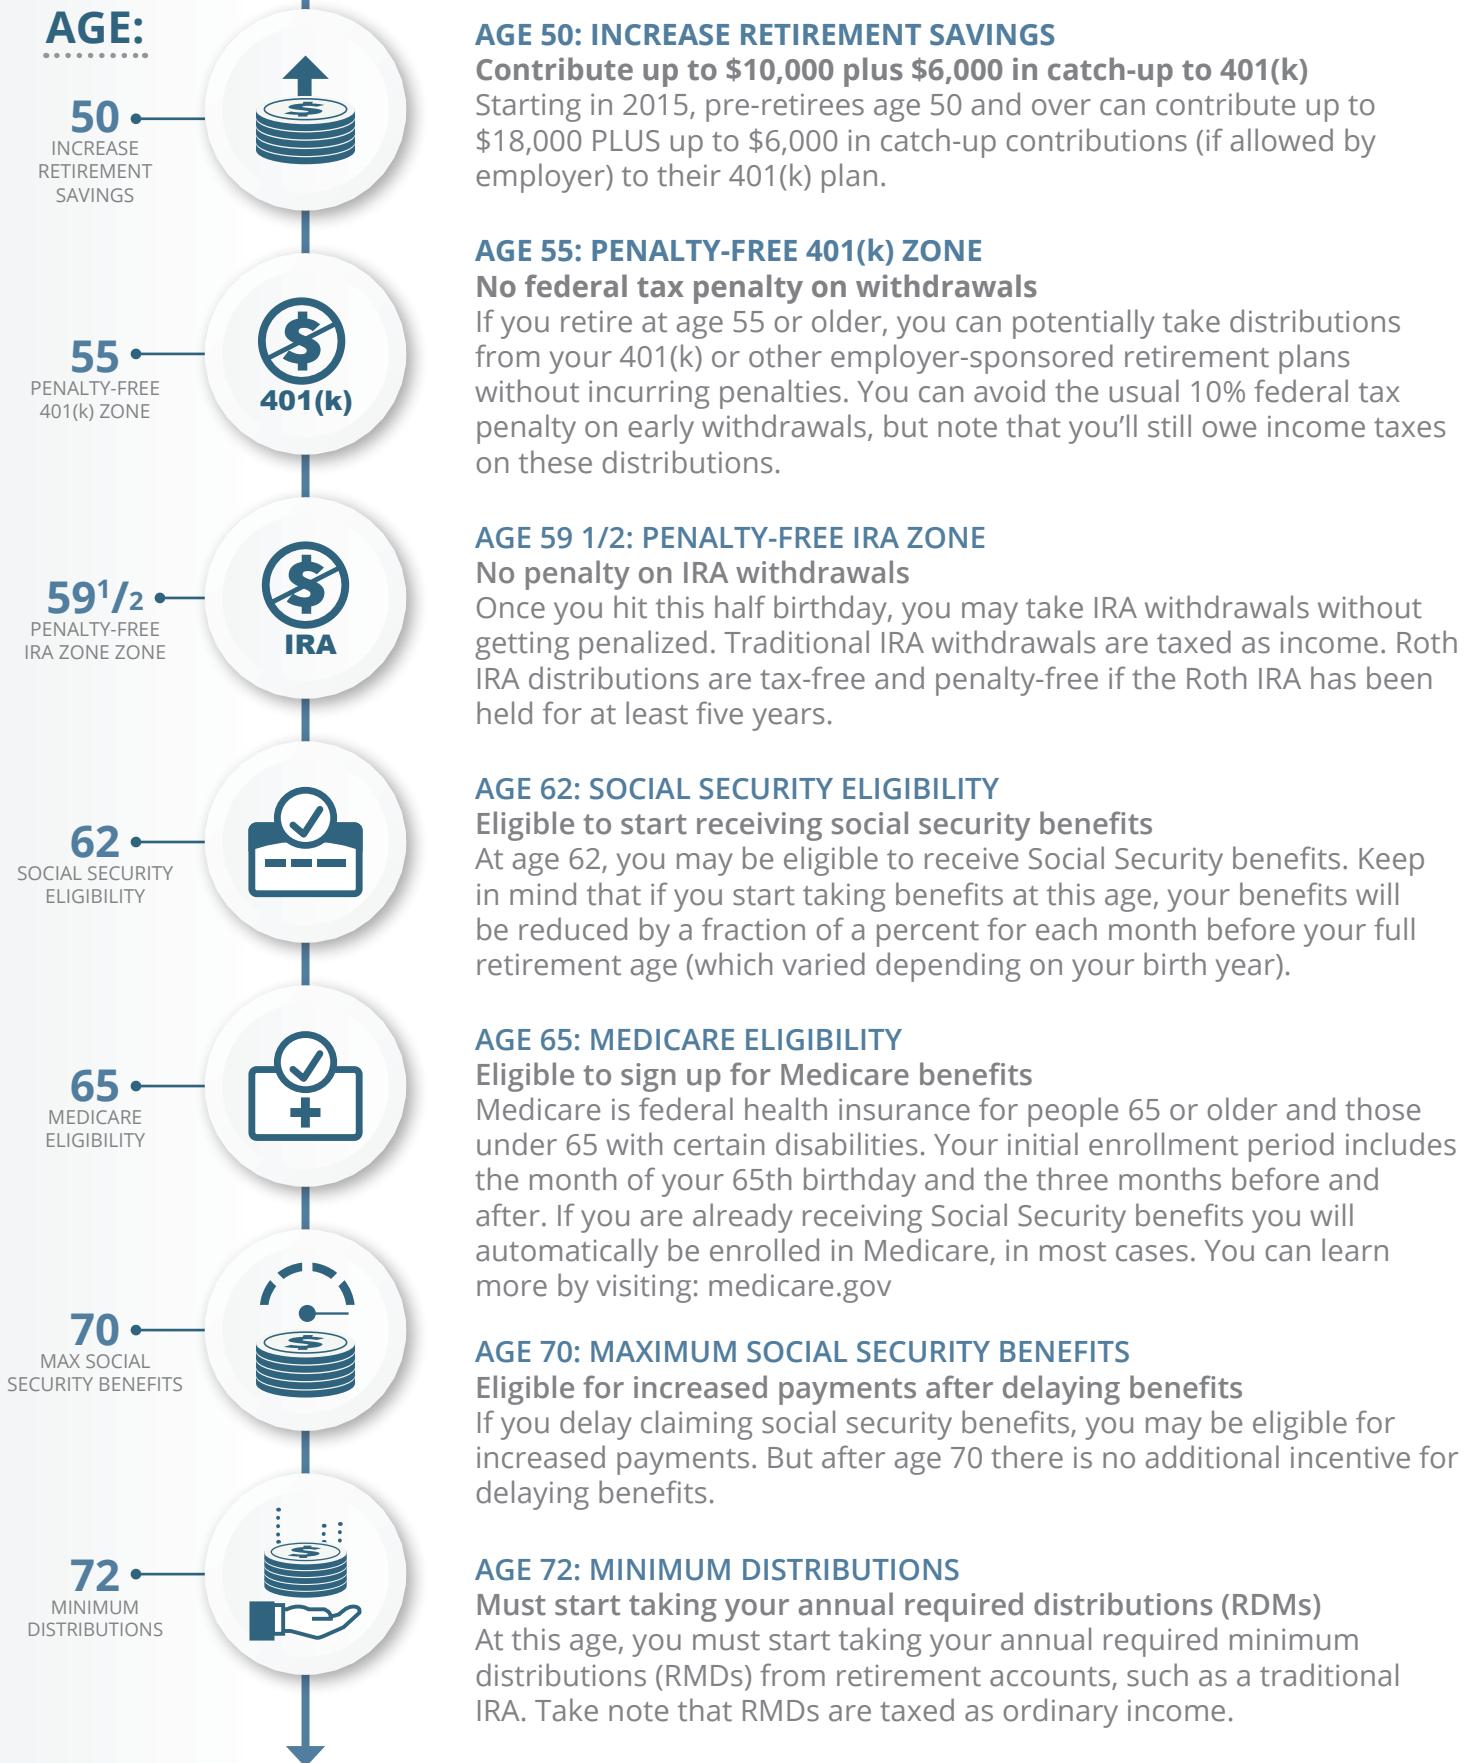 AGE:
50
INCREASE
RETIREMENT
SAVINGS
AGE 50: INCREASE RETIREMENT SAVINGS
Contribute up to $10,000 plus $6,000 in catch-up to 401(k)
Starting in 2015, pre-retirees age 50 and over can contribute up to
$18,000 PLUS up to $6,000 in catch-up contributions (if allowed by
employer) to their 401(k) plan.
55
PENALTY-FREE
401(k) ZONE
$
401(k)
AGE 55: PENALTY-FREE 401(k) ZONE
No federal tax penalty on withdrawals
If you retire at age 55 or older, you can potentially take distributions
from your 401(k) or other employer-sponsored retirement plans
without incurring penalties. You can avoid the usual 10% federal tax
penalty on early withdrawals, but note that you’ll still owe income taxes
on these distributions.
59¹/2
PENALTY-FREE
IRA ZONE ZONE
$
IRA
AGE 59 1/2: PENALTY-FREE IRA ZONE
No penalty on IRA withdrawals
Once you hit this half birthday, you may take IRA withdrawals without
getting penalized. Traditional IRA withdrawals are taxed as income. Roth
IRA distributions are tax-free and penalty-free if the Roth IRA has been
held for at least five years.
62
SOCIAL SECURITY
ELIGIBILITY
AGE 62: SOCIAL SECURITY ELIGIBILITY
Eligible to start receiving social security benefits
At age 62, you may be eligible to receive Social Security benefits. Keep
in mind that if you start taking benefits at this age, your benefits will
be reduced by a fraction of a percent for each month before your full
retirement age (which varied depending on your birth year).
65
MEDICARE
ELIGIBILITY
AGE 65: MEDICARE ELIGIBILITY
Eligible to sign up for Medicare benefits
Medicare is federal health insurance for people 65 or older and those
under 65 with certain disabilities. Your initial enrollment period includes
the month of your 65th birthday and the three months before and
after. If you are already receiving Social Security benefits you will
automatically be enrolled in Medicare, in most cases. You can learn
more by visiting: medicare.gov
70
MAX SOCIAL
SECURITY BENEFITS
AGE 70: MAXIMUM SOCIAL SECURITY BENEFITS
Eligible for increased payments after delaying benefits
If you delay claiming social security benefits, you may be eligible for
increased payments. But after age 70 there is no additional incentive for
delaying benefits.
72
MINIMUM
DISTRIBUTIONS
AGE 72: MINIMUM DISTRIBUTIONS
Must start taking your annual required distributions (RDMs)
At this age, you must start taking your annual required minimum
distributions (RMDs) from retirement accounts, such as a traditional
IRA. Take note that RMDs are taxed as ordinary income.